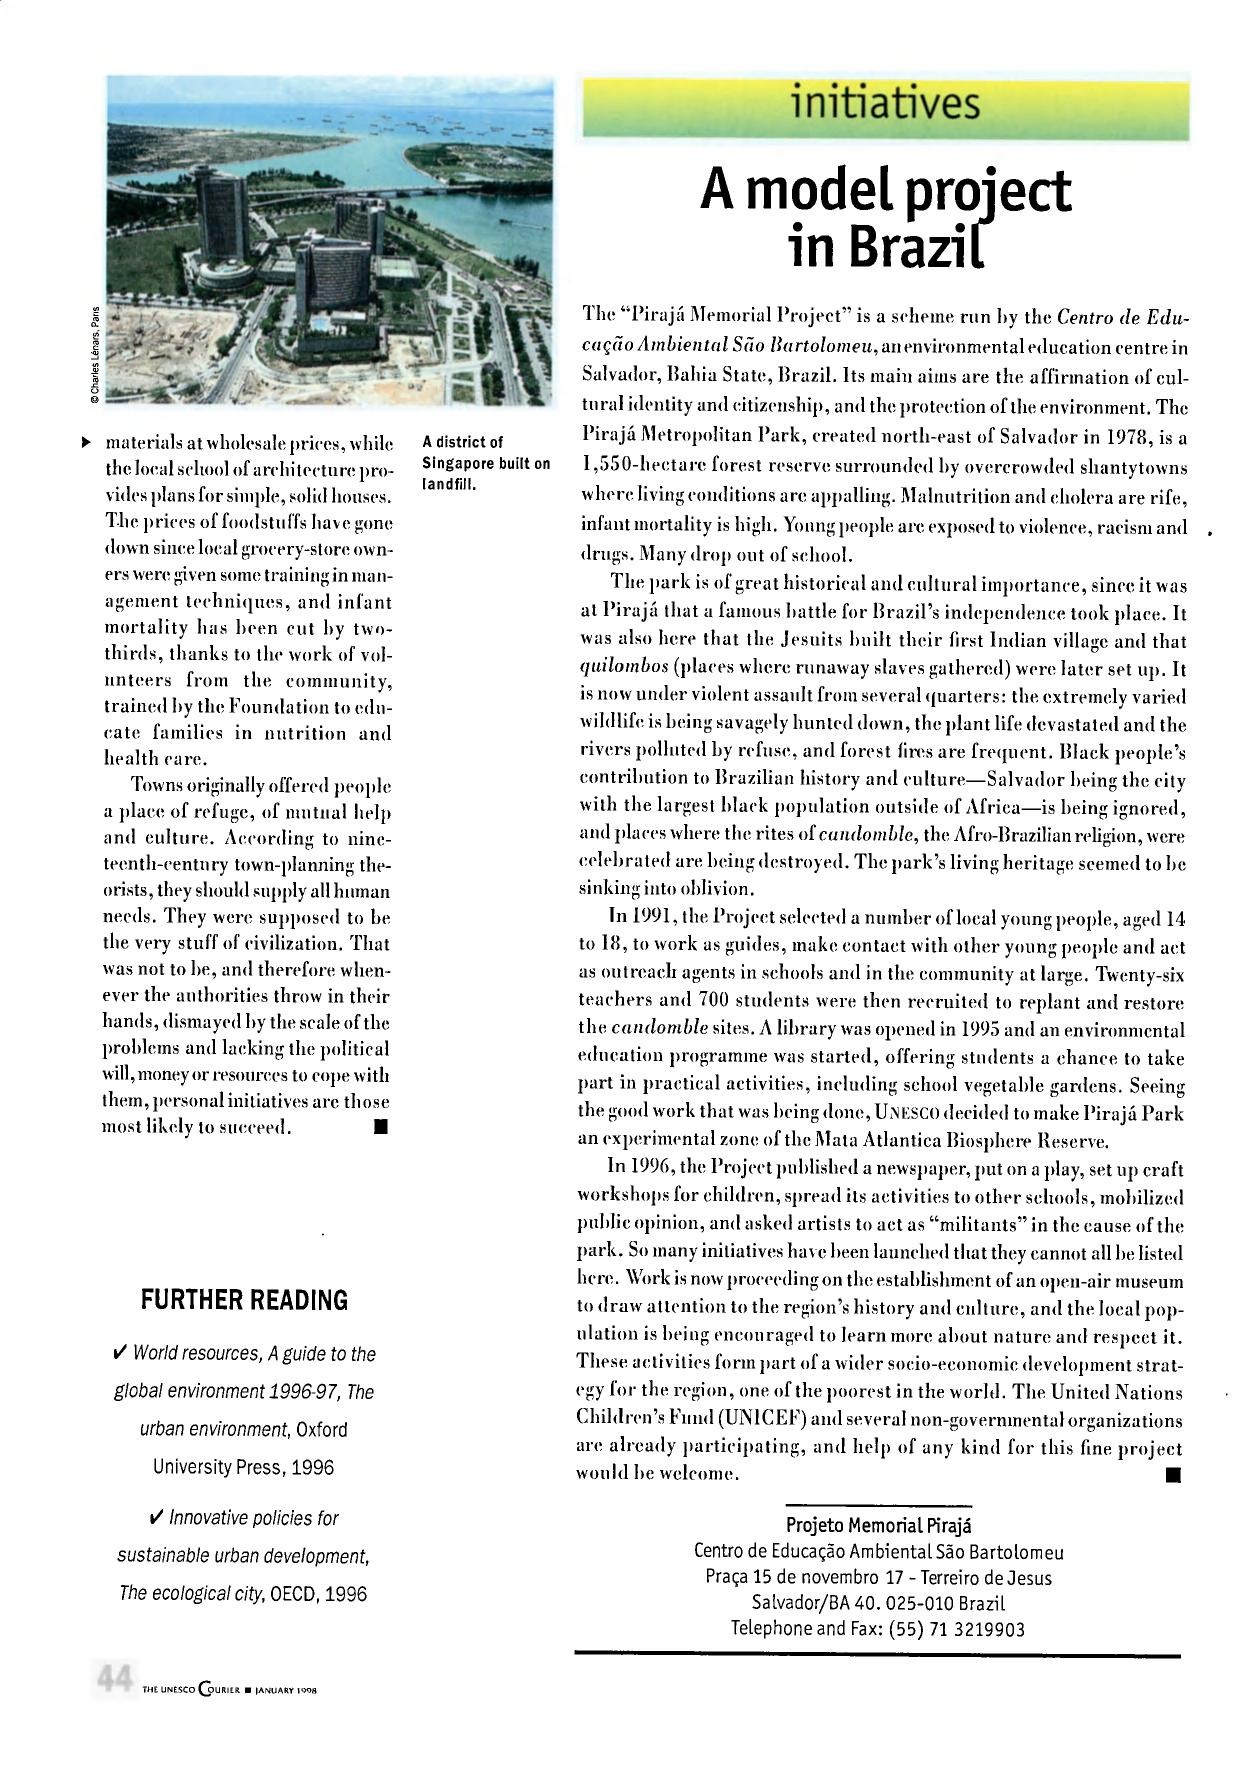 © Charles Lénars, Paris
▶ materials at wholesale prices, while
the local school of architecture pro-
vides plans for simple, solid houses.
The prices of foodstuffs have gone
down since local grocery-store own-
ers were given some training in man-
agement techniques, and infant
mortality has been cut by two-
thirds, thanks to the work of vol-
unteers from the community,
trained by the Foundation to edu-
cate families in nutrition and
health care.
Towns originally offered people
a place of refuge, of mutual help
and culture. According to nine-
teenth-century town-planning the-
orists, they should supply all human
needs. They were supposed to be
the very stuff of civilization. That
was not to be, and therefore when-
ever the authorities throw in their
hands, dismayed by the scale of the
problems and lacking the political
will, money or resources to cope with
them, personal initiatives are those
most likely to succeed. ■
A district of
Singapore built on
landfill.
FURTHER READING
✓ World resources, A guide to the
global environment 1996-97, The
urban environment, Oxford
University Press, 1996
✓ Innovative policies for
sustainable urban development,
The ecological city, OECD, 1996
initiatives
A model project
in Brazil
The “Pirajá Memorial Project” is a scheme run by the Centro de Edu-
cação Ambiental São Bartolomeu, an environmental education centre in
Salvador, Bahia State, Brazil. Its main aims are the affirmation of cul-
tural identity and citizenship, and the protection of the environment. The
Pirajá Metropolitan Park, created north-east of Salvador in 1978, is a
1,550-hectare forest reserve surrounded by overcrowded shantytowns
where living conditions are appalling. Malnutrition and cholera are rife,
infant mortality is high. Young people are exposed to violence, racism and
drugs. Many drop out of school.
The park is of great historical and cultural importance, since it was
at Pirajá that a famous battle for Brazil’s independence took place. It
was also here that the Jesuits built their first Indian village and that
quilombos (places where runaway slaves gathered) were later set up. It
is now under violent assault from several quarters: the extremely varied
wildlife is being savagely hunted down, the plant life devastated and the
rivers polluted by refuse, and forest fires are frequent. Black people’s
contribution to Brazilian history and culture—Salvador being the city
with the largest black population outside of Africa—is being ignored,
and places where the rites of candomble, the Afro-Brazilian religion, were
celebrated are being destroyed. The park’s living heritage seemed to be
sinking into oblivion.
In 1991, the Project selected a number of local young people, aged 14
to 18, to work as guides, make contact with other young people and act
as outreach agents in schools and in the community at large. Twenty-six
teachers and 700 students were then recruited to replant and restore
the candomble sites. A library was opened in 1995 and an environmental
education programme was started, offering students a chance to take
part in practical activities, including school vegetable gardens. Seeing
the good work that was being done, UNESCO decided to make Pirajá Park
an experimental zone of the Mata Atlantica Biosphere Reserve.
In 1996, the Project published a newspaper, put on a play, set up craft
workshops for children, spread its activities to other schools, mobilized
public opinion, and asked artists to act as “militants” in the cause of the
park. So many initiatives have been launched that they cannot all be listed
here. Work is now proceeding on the establishment of an open-air museum
to draw attention to the region’s history and culture, and the local pop-
ulation is being encouraged to learn more about nature and respect it.
These activities form part of a wider socio-economic development strat-
egy for the region, one of the poorest in the world. The United Nations
Children’s Fund (UNICEF) and several non-governmental organizations
are already participating, and help of any kind for this fine project
would be welcome. ■
Projeto Memorial Pirajá
Centro de Educação Ambiental São Bartolomeu
Praça 15 de novembro 17 - Terreiro de Jesus
Salvador/BA 40. 025-010 Brazil
Telephone and Fax: (55) 71 3219903
44 THE UNESCO COURIER ■ JANUARY 1998